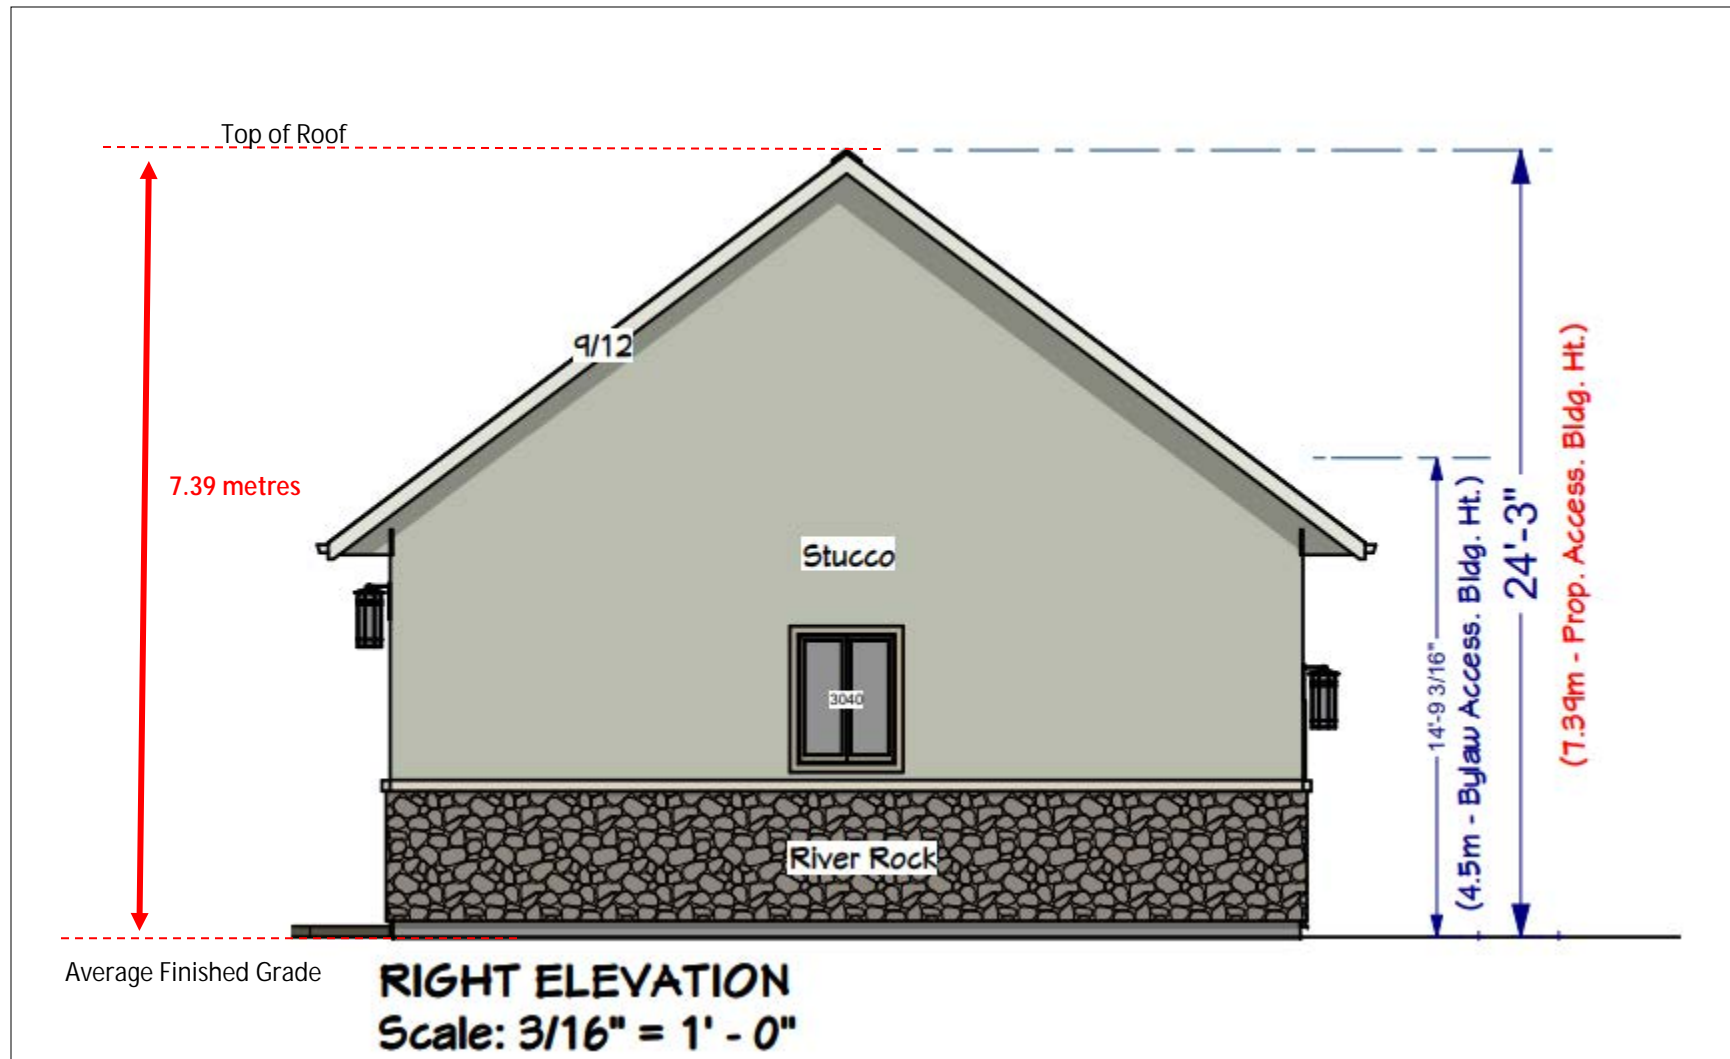 Top of Roof
9/12
7.39 metres
Stucco
3040
River Rock
14'-9 3/16"
(4.5m - Bylaw Access. Bldg. Ht.)
24'-3"
(7.39m - Prop. Access. Bldg. Ht.)
Average Finished Grade
RIGHT ELEVATION
Scale: 3/16" = 1' - 0"